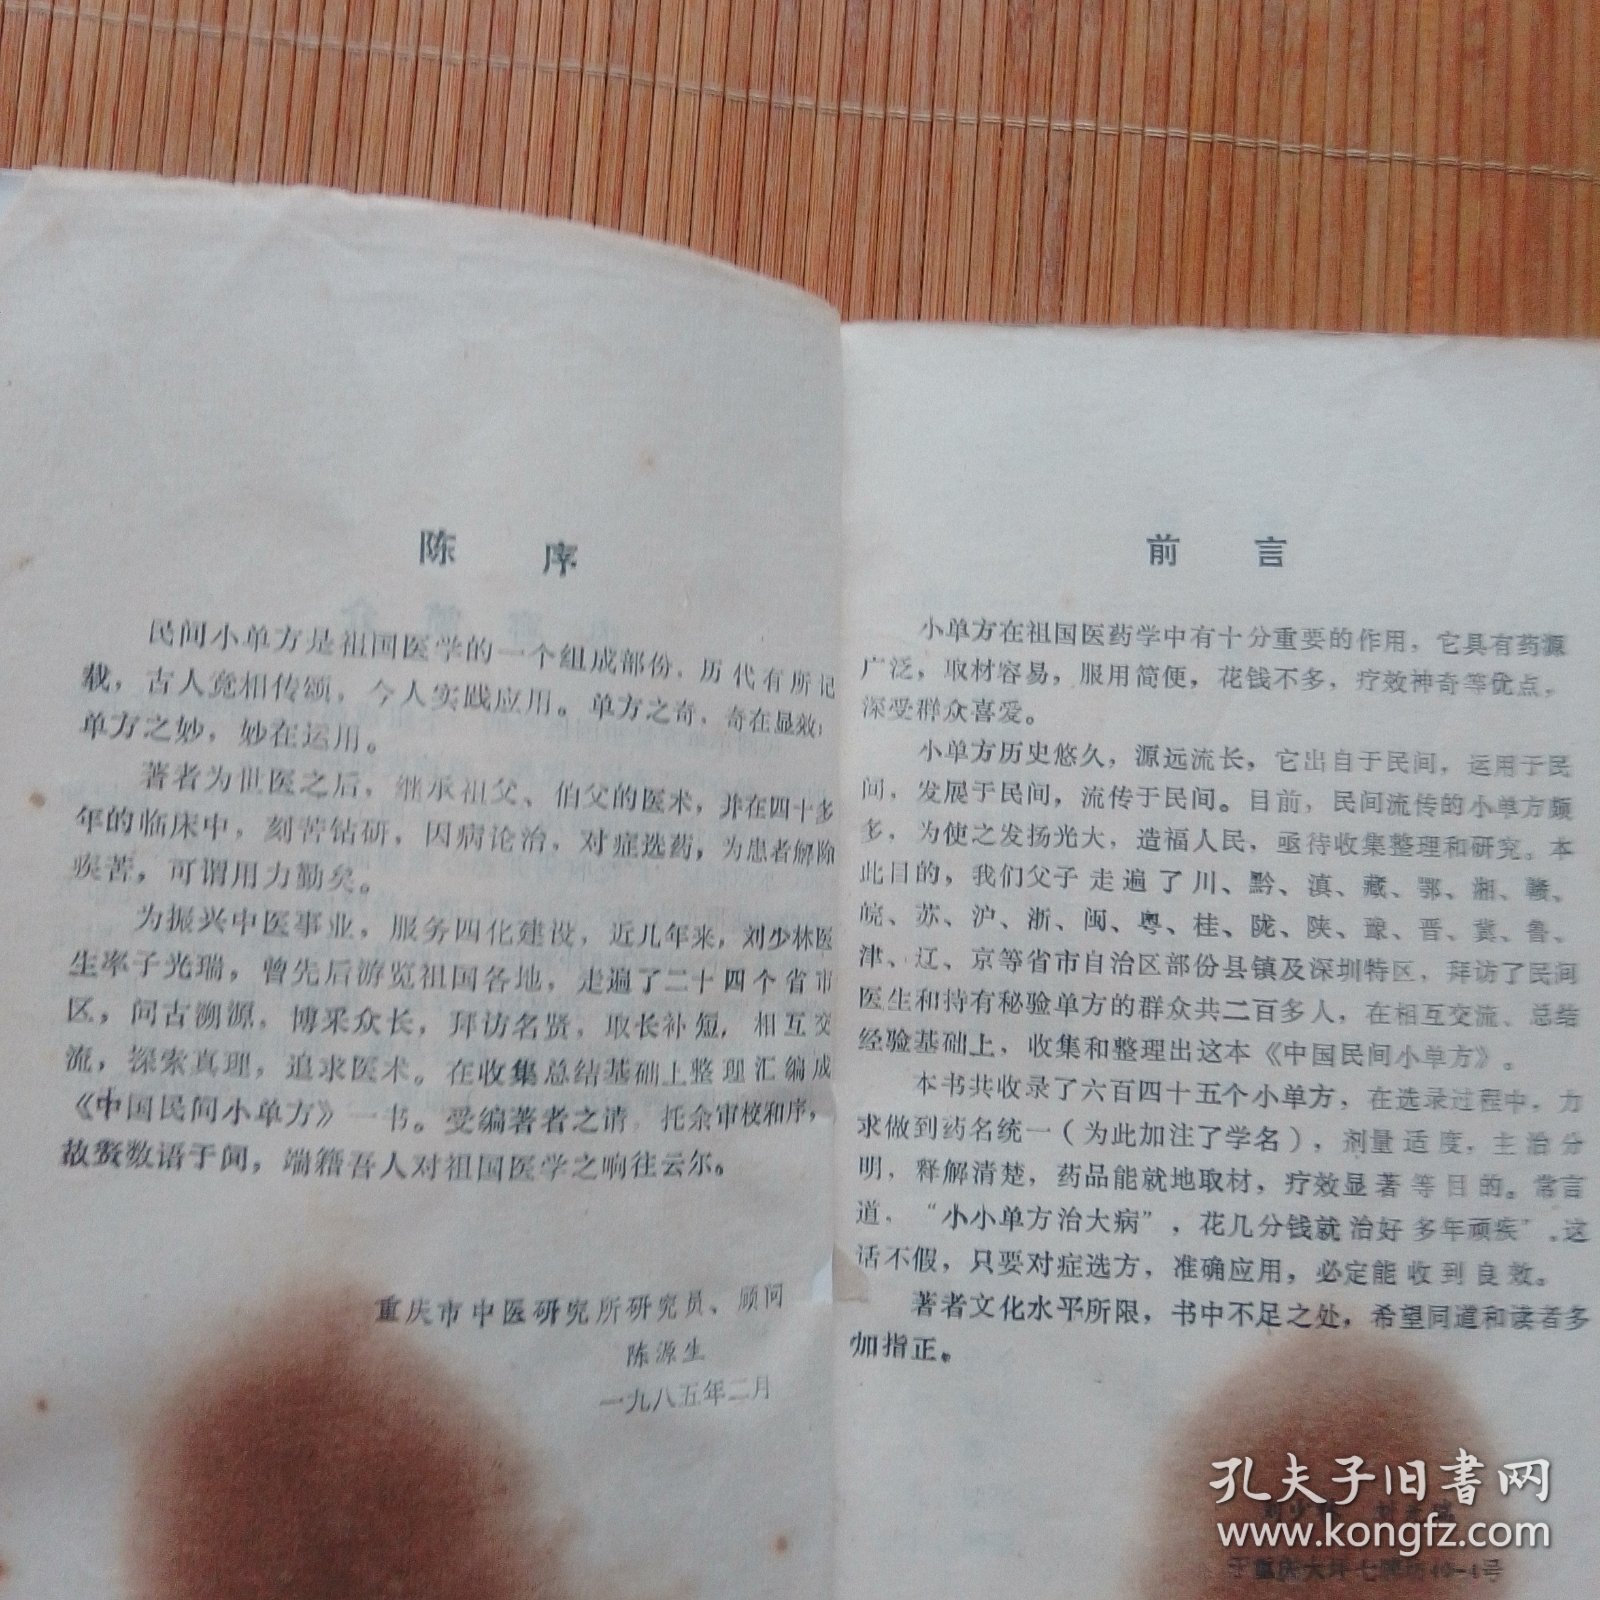 陈 序
民间小单方是祖国医学的一个组成部份，历代有所记
载，古人竟相传颂，今人实践应用。单方之奇，奇在显效；
单方之妙，妙在运用。
著者为世医之后，继承祖父、伯父的医术，并在四十多
年的临床中，刻苦钻研，因病论治，对症选药，为患者解除
疾苦，可谓用力勤矣。
为振兴中医事业，服务四化建设，近几年来，刘少林医
生率子光瑞，曾先后游览祖国各地，走遍了二十四个省市
区，问古溯源，博采众长，拜访名贤，取长补短，相互交
流，探索真理，追求医术。在收集总结基础上整理汇编成
《中国民间小单方》一书。受编著者之请，托余审校和序，
故赘数语于间，端籍吾人对祖国医学之响往云尔。
重庆市中医研究所研究员、顾问
陈源生
一九八五年二月
前 言
小单方在祖国医药学中有十分重要的作用，它具有药源
广泛，取材容易，服用简便，花钱不多，疗效神奇等优点，
深受群众喜爱。
小单方历史悠久，源远流长，它出自于民间，运用于民
间，发展于民间，流传于民间。目前，民间流传的小单方颇
多，为使之发扬光大，造福人民，亟待收集整理和研究。本
此目的，我们父子走遍了川、黔、滇、藏、鄂、湘、赣、
皖、苏、沪、浙、闽、粤、桂、陇、陕、豫、晋、冀、鲁、
津、辽、京等省市自治区部份县镇及深圳特区，拜访了民间
医生和持有秘验单方的群众共二百多人，在相互交流、总结
经验基础上，收集和整理出这本《中国民间小单方》。
本书共收录了六百四十五个小单方，在选录过程中，力
求做到药名统一（为此加注了学名），剂量适度，主治分
明，释解清楚，药品能就地取材，疗效显著等目的。常言
道，“小小单方治大病”，花几分钱就治好多年顽疾”。这
话不假，只要对症选方，准确应用，必定能收到良效。
著者文化水平所限，书中不足之处，希望同道和读者多
加指正。
孔夫子旧书网
www.kongfz.com
于重庆大坪七牌坊40-4号